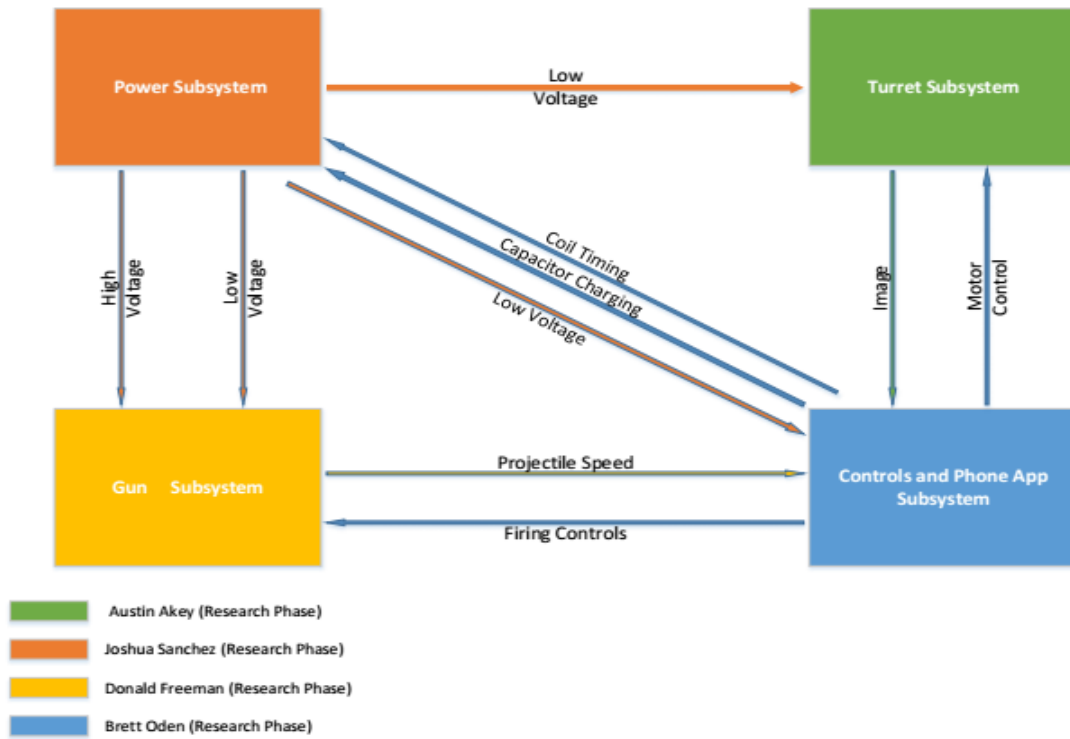 Power Subsystem
Low
Voltage
Turret Subsystem
High
Voltage
Low
Voltage
Coil Timing
Capacitor Charging
Low Voltage
Image
Motor
Control
Gun Subsystem
Projectile Speed
Firing Controls
Controls and Phone App
Subsystem
Austin Akey (Research Phase)
Joshua Sanchez (Research Phase)
Donald Freeman (Research Phase)
Brett Oden (Research Phase)